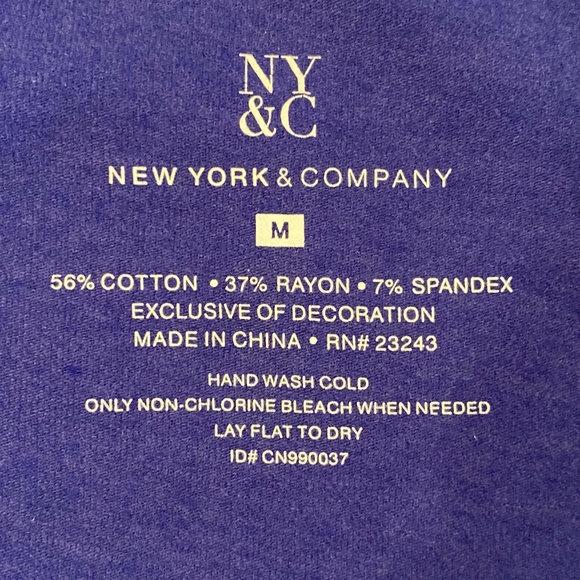 NY
&C
NEW YORK & COMPANY
M
56% COTTON • 37% RAYON • 7% SPANDEX
EXCLUSIVE OF DECORATION
MADE IN CHINA • RN# 23243
HAND WASH COLD
ONLY NON-CHLORINE BLEACH WHEN NEEDED
LAY FLAT TO DRY
ID# CN990037